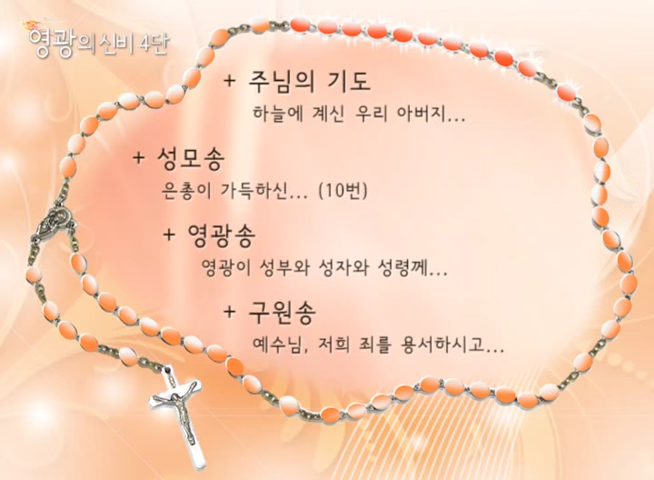 영광의 신비 4단
+ 주님의 기도
하늘에 계신 우리 아버지...
+ 성모송
은총이 가득하신... (10번)
+ 영광송
영광이 성부와 성자와 성령께...
+ 구원송
예수님, 저희 죄를 용서하시고...